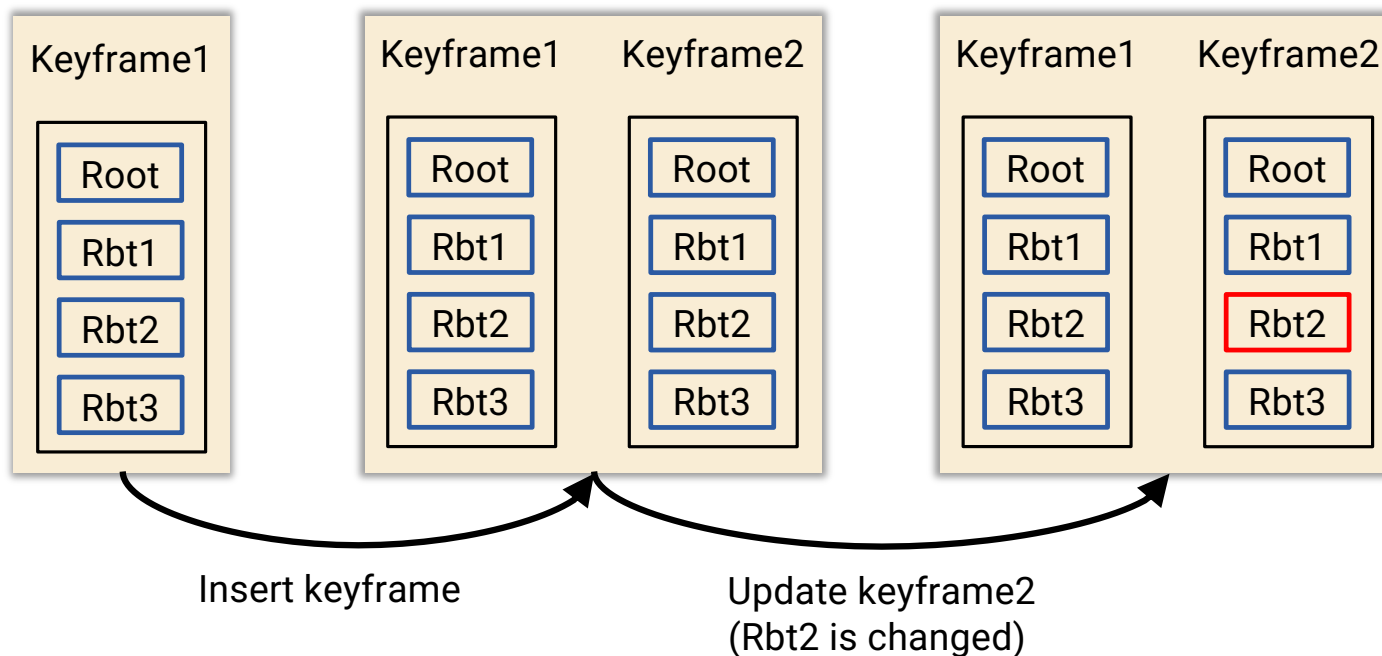 Keyframe1
Root
Rbt1
Rbt2
Rbt3
Keyframe1 Keyframe2
Root Root
Rbt1 Rbt1
Rbt2 Rbt2
Rbt3 Rbt3
Keyframe1 Keyframe2
Root Root
Rbt1 Rbt1
Rbt2 Rbt2
Rbt3 Rbt3
Insert keyframe
Update keyframe2
(Rbt2 is changed)